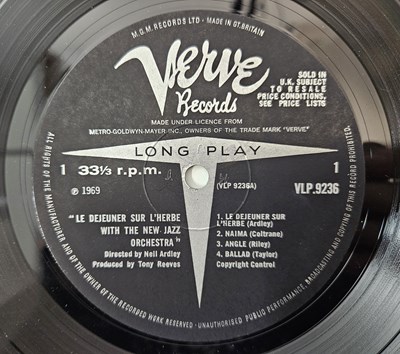 M.G.M. RECORDS LTD · MADE IN GT. BRITAIN
Verve
Records
SOLD IN
U.K. SUBJECT
TO RESALE
PRICE CONDITIONS,
SEE PRICE LISTS
MADE UNDER LICENCE FROM
METRO-GOLDWYN-MAYER INC., OWNERS OF THE TRADE MARK "VERVE"
LONG PLAY
1 33⅓ r.p.m.
(VLP 9236A)
1
VLP.9236
Ⓟ 1969
"LE DEJEUNER SUR L'HERBE
WITH THE NEW JAZZ
ORCHESTRA"
Directed by Neil Ardley
Produced by Tony Reeves
1. LE DEJEUNER SUR
L'HERBE (Ardley)
2. NAIMA (Coltrane)
3. ANGLE (Riley)
4. BALLAD (Taylor)
Copyright Control
ALL RIGHTS OF THE MANUFACTURER AND OF THE OWNER OF THE RECORDED WORK RESERVED · UNAUTHORISED PUBLIC PERFORMANCE, BROADCASTING AND COPYING OF THIS RECORD PROHIBITED